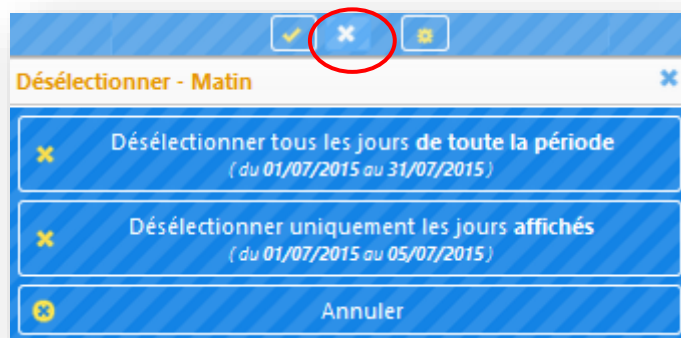 Désélectionner - Matin
Désélectionner tous les jours de toute la période
( du 01/07/2015 au 31/07/2015 )
Désélectionner uniquement les jours affichés
( du 01/07/2015 au 05/07/2015 )
Annuler